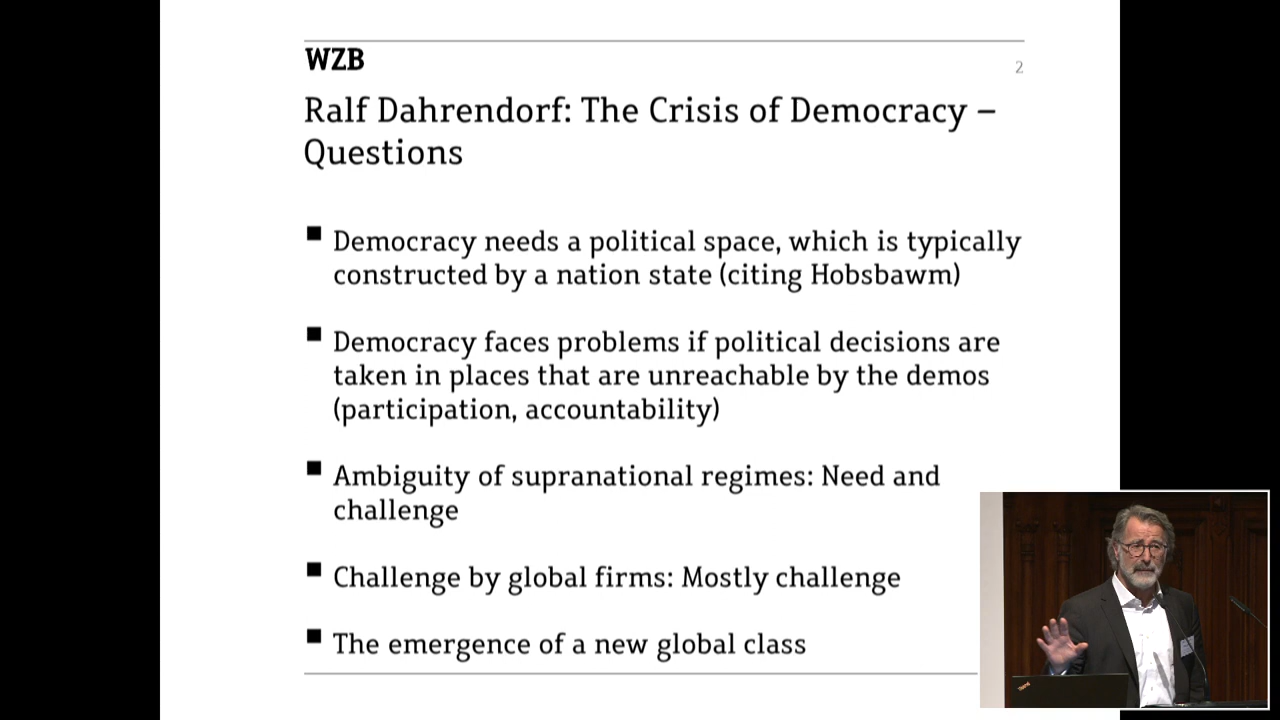 WZB
2
Ralf Dahrendorf: The Crisis of Democracy –
Questions
■ Democracy needs a political space, which is typically
constructed by a nation state (citing Hobsbawm)
■ Democracy faces problems if political decisions are
taken in places that are unreachable by the demos
(participation, accountability)
■ Ambiguity of supranational regimes: Need and
challenge
■ Challenge by global firms: Mostly challenge
■ The emergence of a new global class